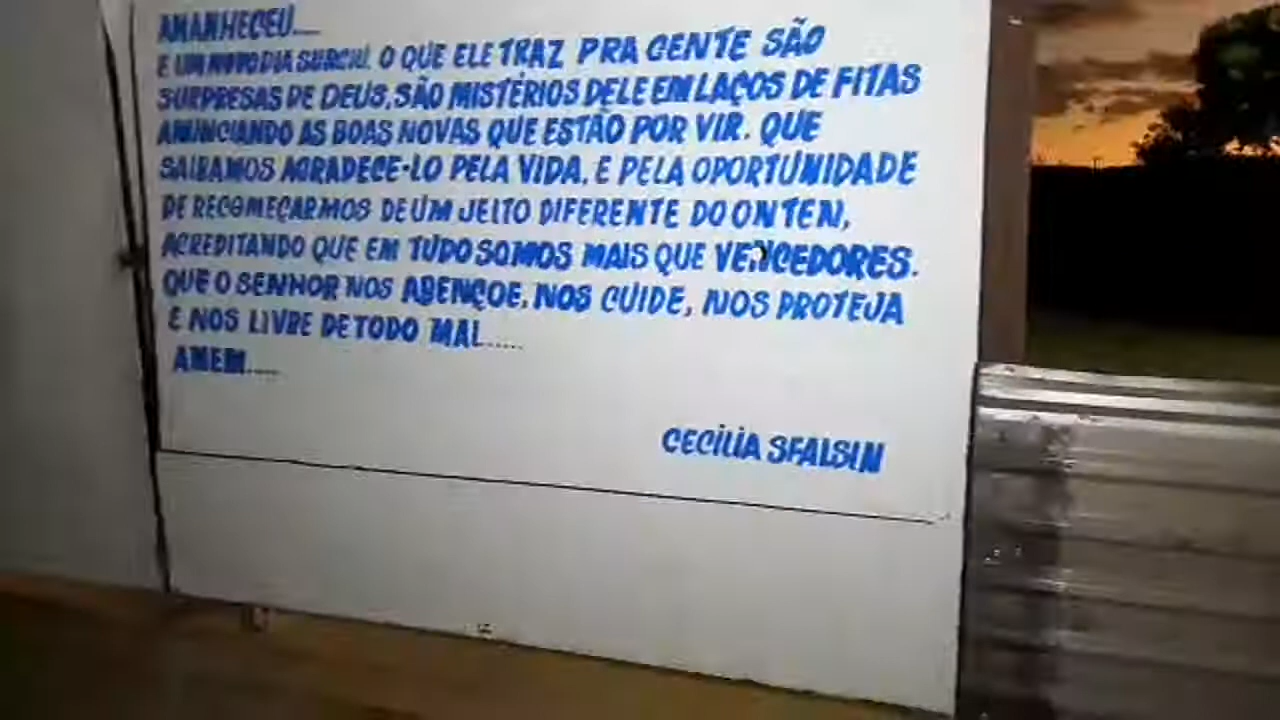 AMANHECEU.....
E UM NOVO DIA SURGIU. O QUE ELE TRAZ PRA GENTE SÃO
SURPRESAS DE DEUS, SÃO MISTÉRIOS DELE EM LAÇOS DE FITAS
ANUNCIANDO AS BOAS NOVAS QUE ESTÃO POR VIR. QUE
SAIBAMOS AGRADECE-LO PELA VIDA, E PELA OPORTUNIDADE
DE RECOMEÇARMOS DE UM JEITO DIFERENTE DO ONTEM,
ACREDITANDO QUE EM TUDO SOMOS MAIS QUE VENCEDORES.
QUE O SENHOR NOS ABENÇOE, NOS CUIDE, NOS PROTEJA
E NOS LIVRE DE TODO MAL.....
AMEM.....
CECÍLIA SFALSIN